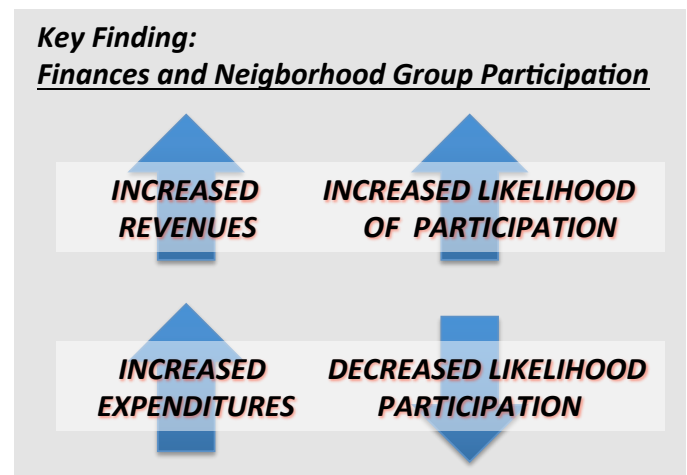 Key Finding:
Finances and Neigborhood Group Participation
INCREASED REVENUES
INCREASED LIKELIHOOD OF PARTICIPATION
INCREASED EXPENDITURES
DECREASED LIKELIHOOD PARTICIPATION